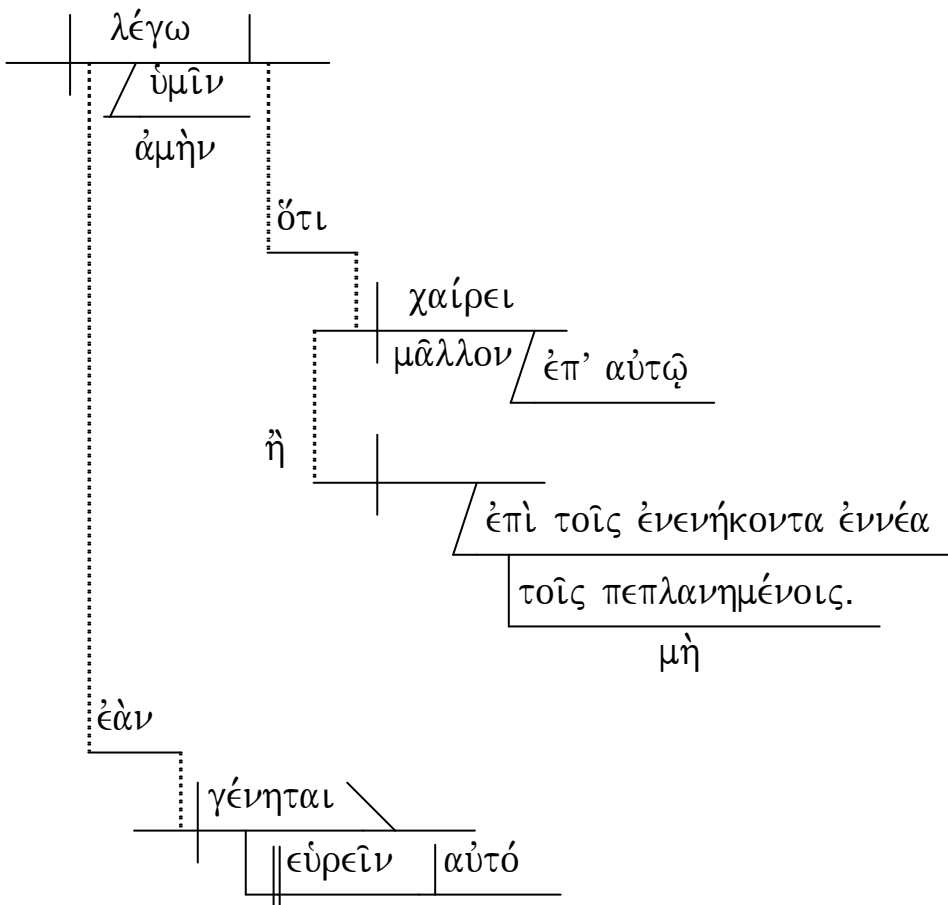 λέγω
ὑμῖν
ἀμὴν
ὅτι
χαίρει
μᾶλλον
ἐπ’ αὐτῷ
ἢ
ἐπὶ τοῖς ἐνενήκοντα ἐννέα
τοῖς πεπλανημένοις.
μὴ
ἐὰν
γένηται
εὑρεῖν αὐτό